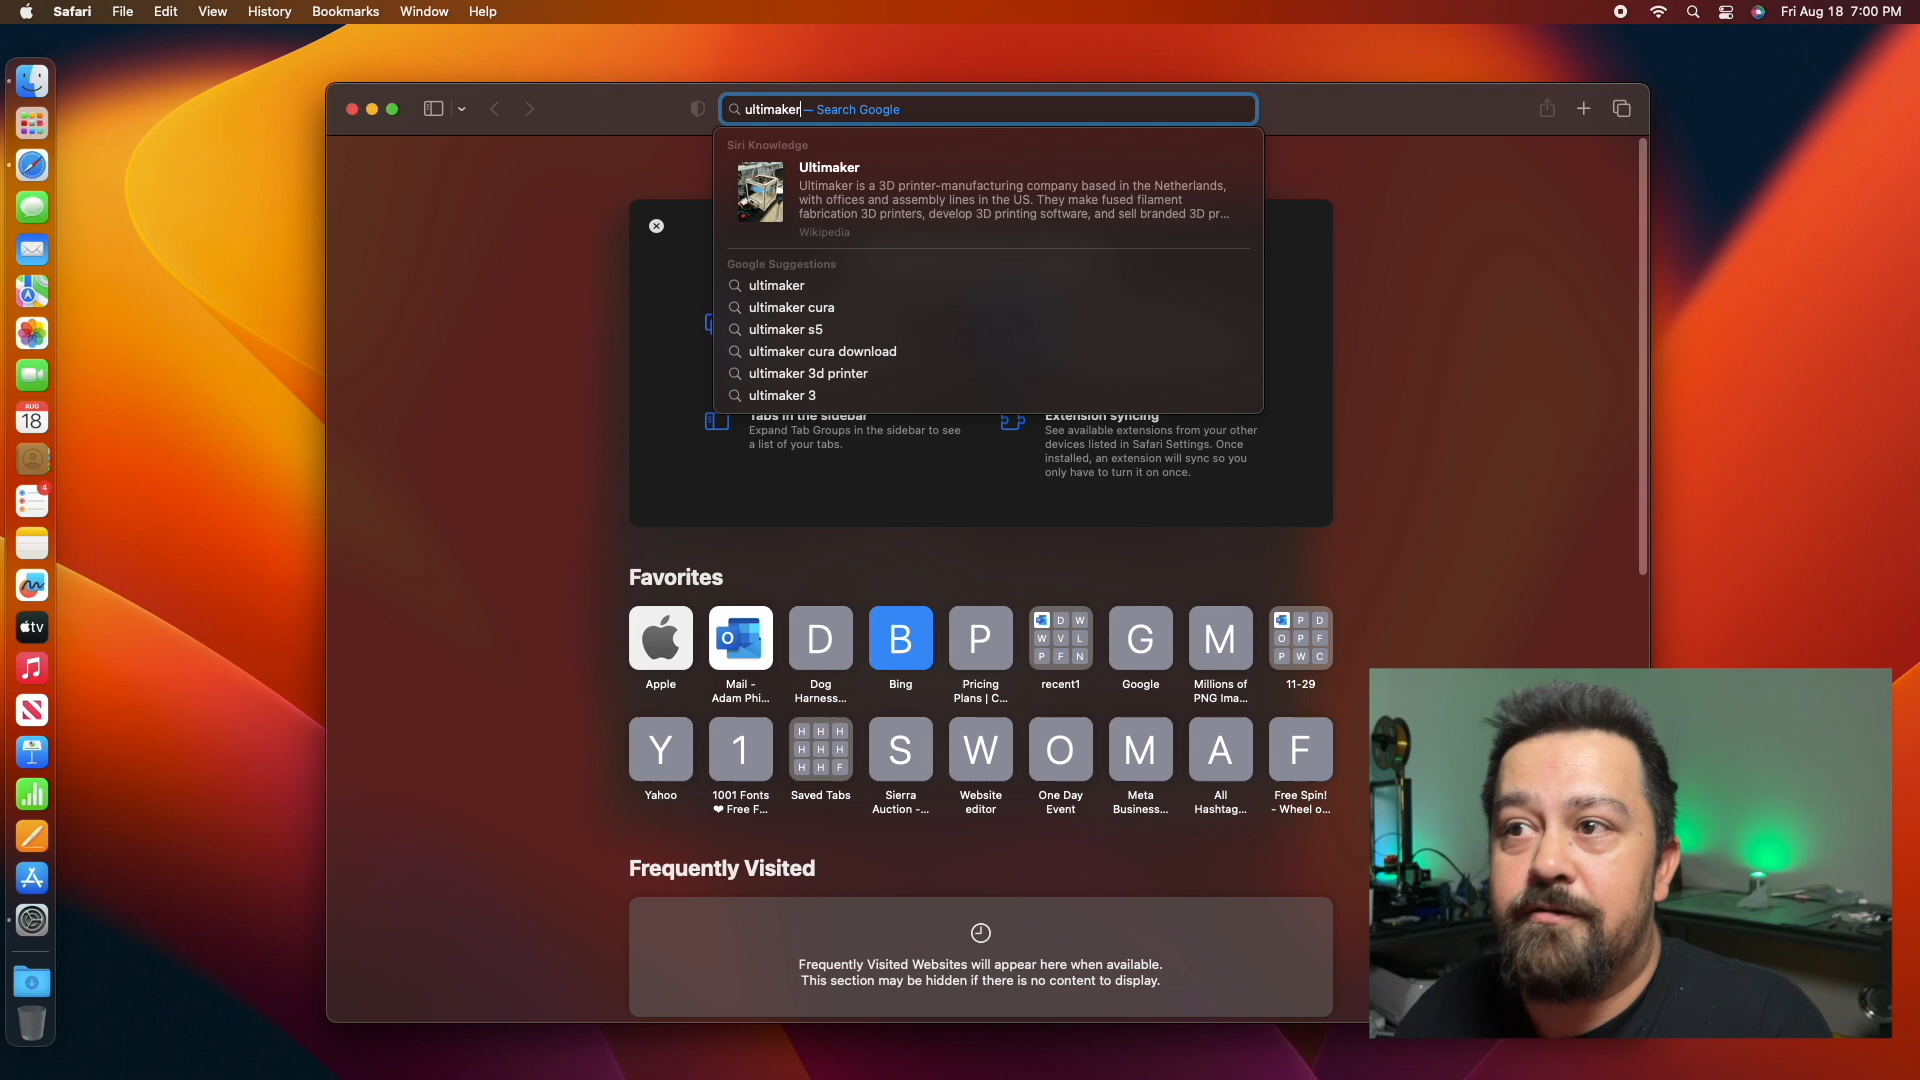 Safari File Edit View History Bookmarks Window Help
Fri Aug 18 7:00 PM
ultimaker — Search Google
Siri Knowledge
Ultimaker
Ultimaker is a 3D printer-manufacturing company based in the Netherlands,
with offices and assembly lines in the US. They make fused filament
fabrication 3D printers, develop 3D printing software, and sell branded 3D pr...
Wikipedia
Google Suggestions
ultimaker
ultimaker cura
ultimaker s5
ultimaker cura download
ultimaker 3d printer
ultimaker 3
Tabs in the sidebar
Expand Tab Groups in the sidebar to see
a list of your tabs.
Extension syncing
See available extensions from your other
devices listed in Safari Settings. Once
installed, an extension will sync so you
only have to turn it on once.
AUG
18
4
tv
Favorites
O D B P G M
D W
W V L
P F N
P D
O P F
P W C
Apple
Mail -
Adam Phi...
Dog
Harness...
Bing
Pricing
Plans | C...
recent1
Google
Millions of
PNG Ima...
11-29
Y 1 S W O M A F
H H H
H H H
H H F
Yahoo
1001 Fonts
❤ Free F...
Saved Tabs
Sierra
Auction -...
Website
editor
One Day
Event
Meta
Business...
All
Hashtag...
Free Spin!
- Wheel o...
Frequently Visited
Frequently Visited Websites will appear here when available.
This section may be hidden if there is no content to display.